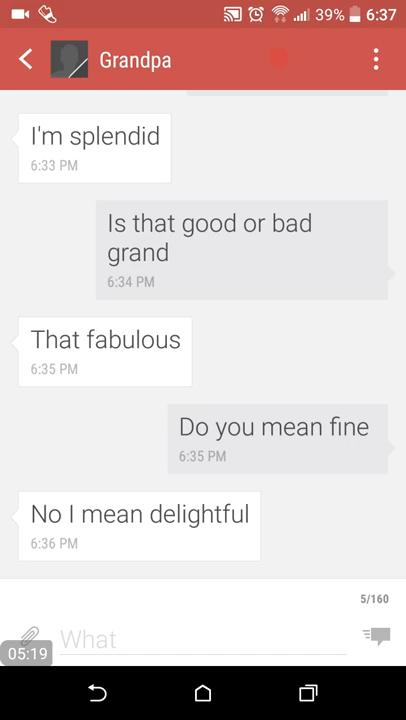 39% 6:37
Grandpa
I'm splendid
6:33 PM
Is that good or bad
grand
6:34 PM
That fabulous
6:35 PM
Do you mean fine
6:35 PM
No I mean delightful
6:36 PM
5/160
What
05:19